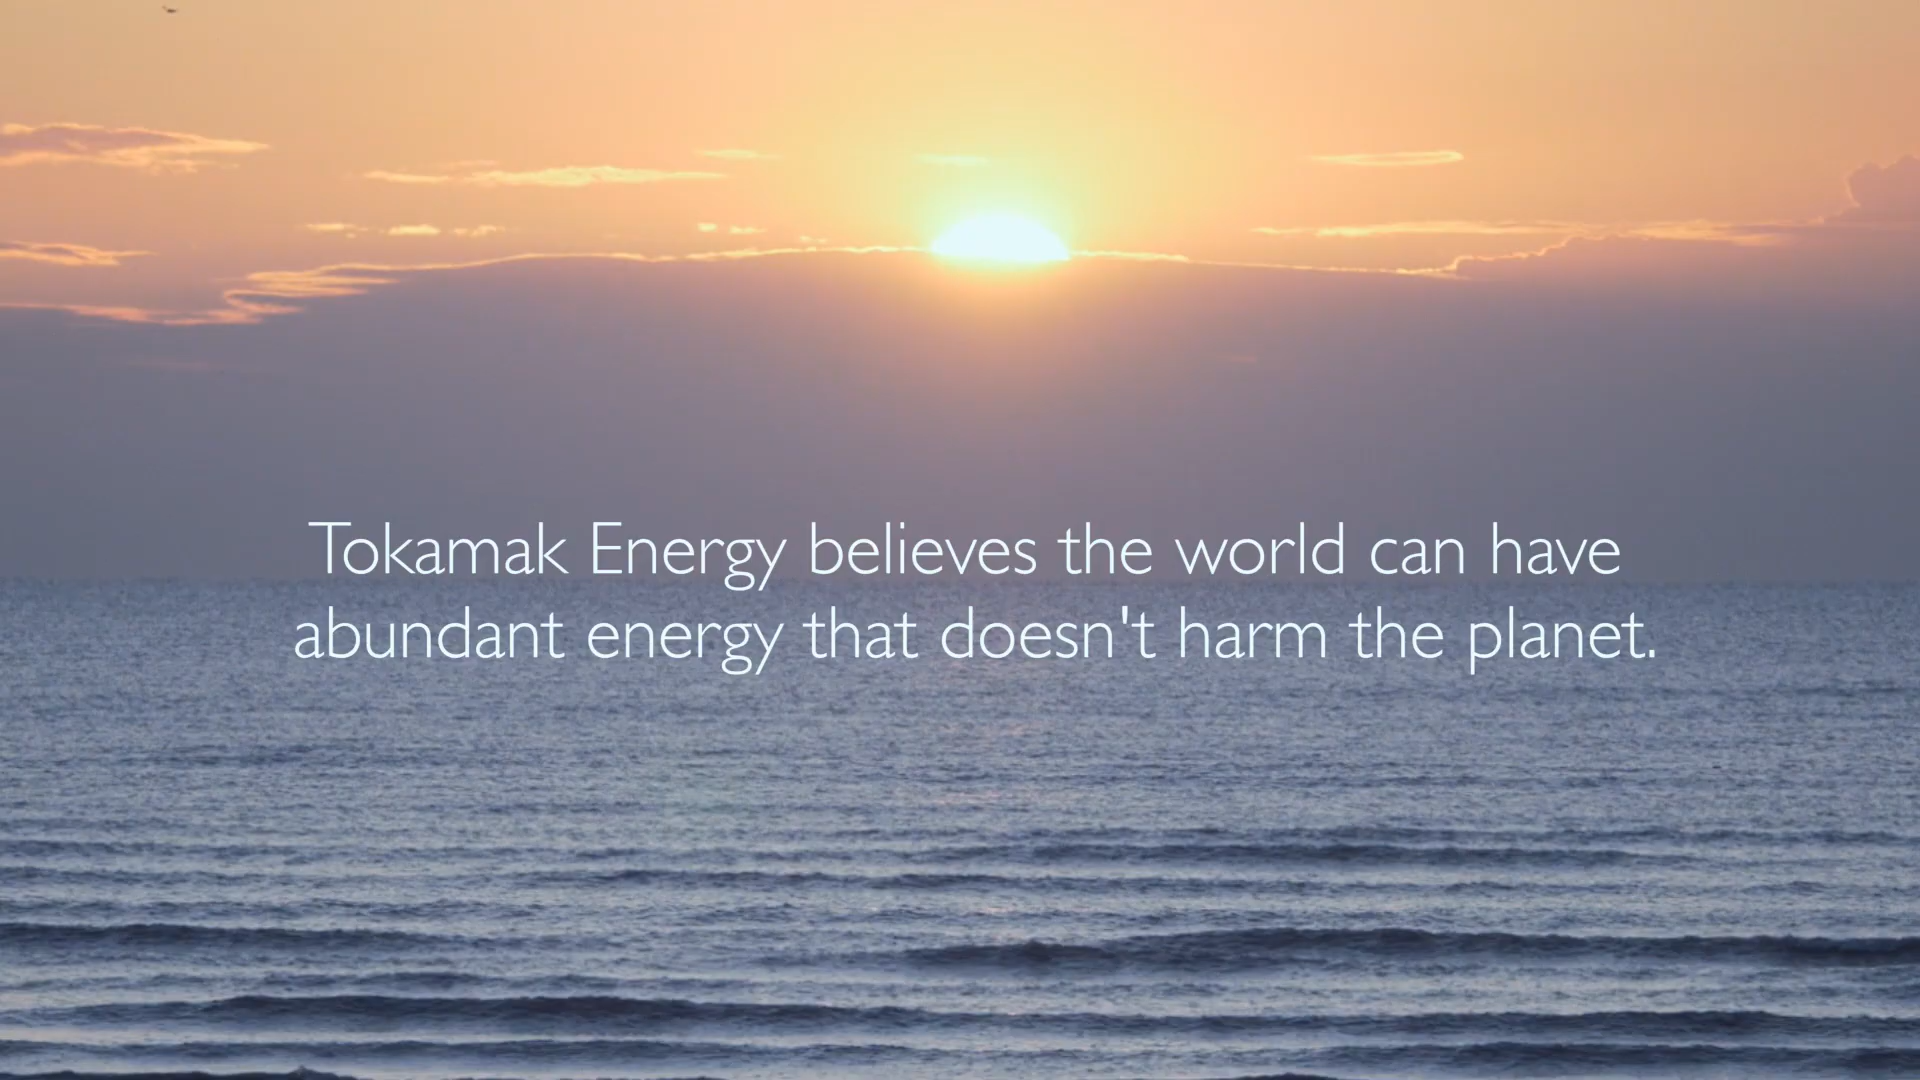 Tokamak Energy believes the world can have
abundant energy that doesn't harm the planet.